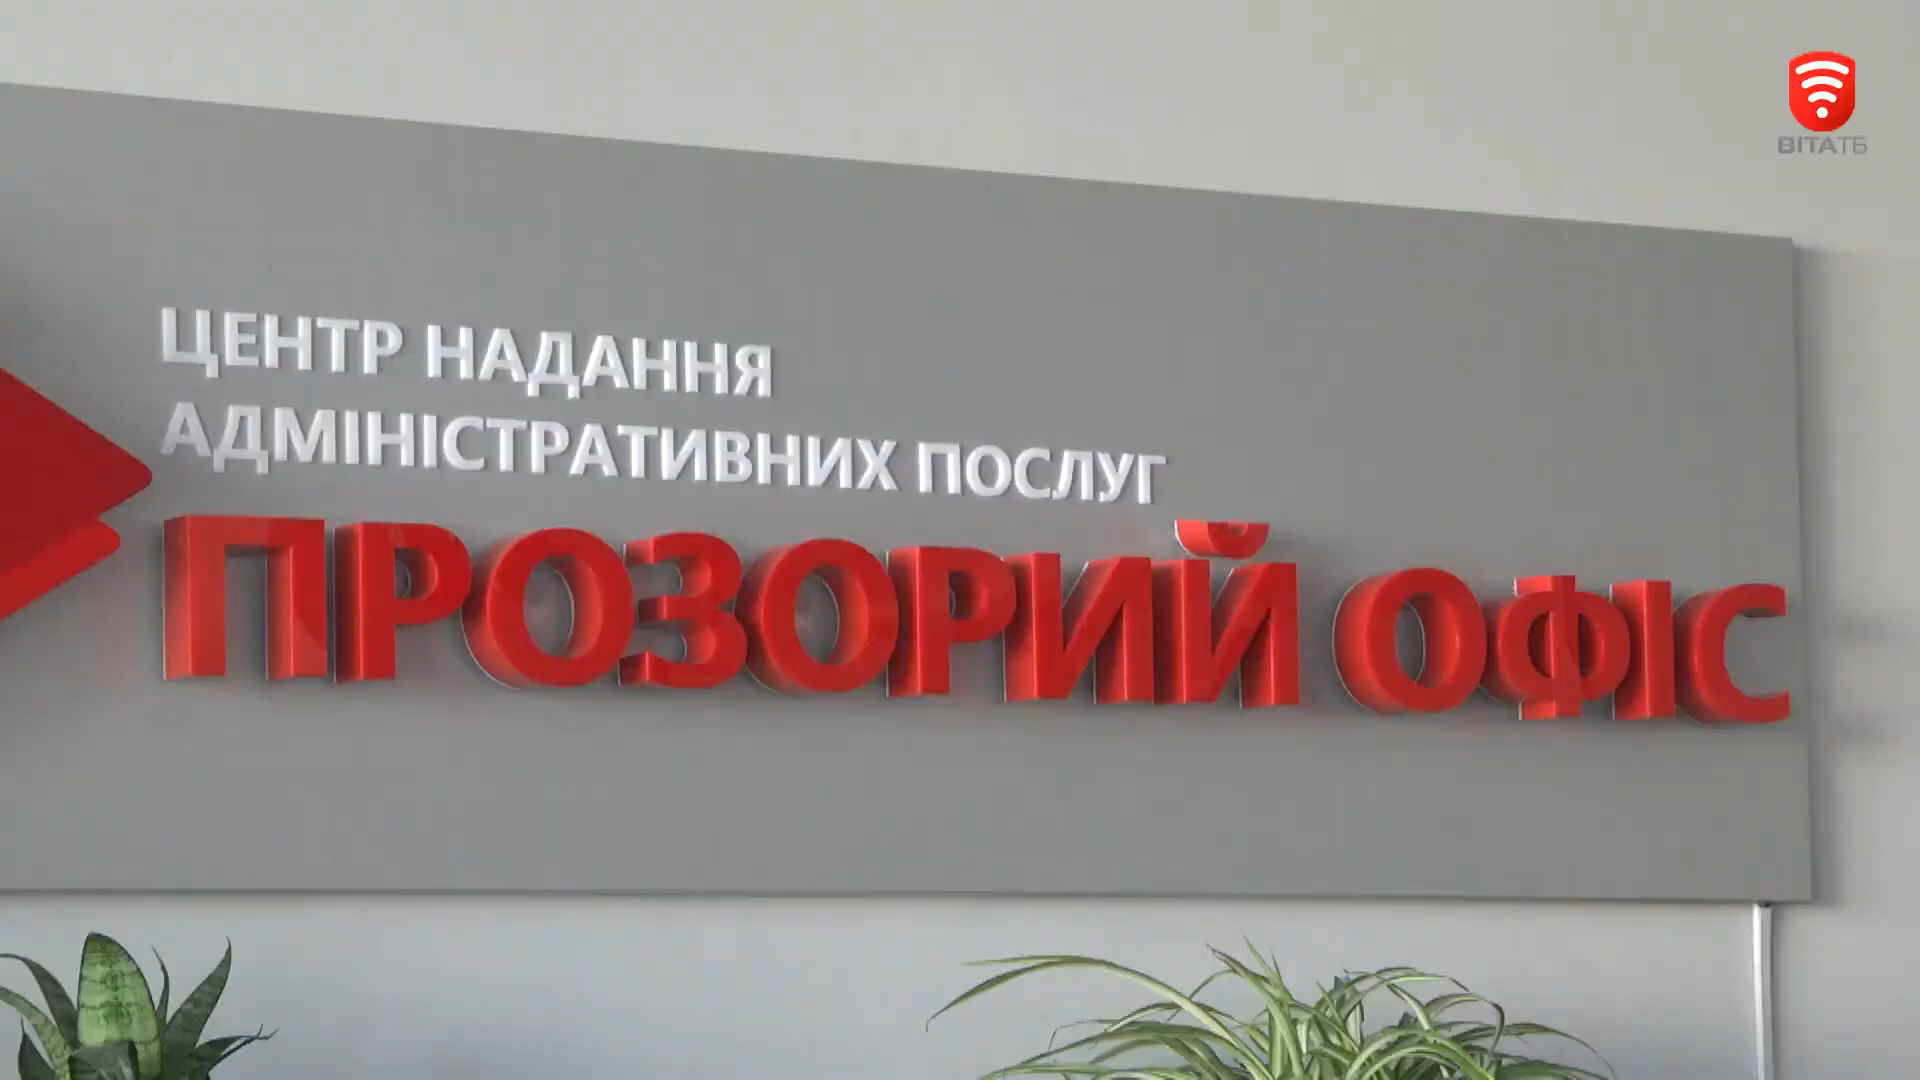 ВІТАТБ
ЦЕНТР НАДАННЯ
АДМІНІСТРАТИВНИХ ПОСЛУГ
ПРОЗОРИЙ ОФІС